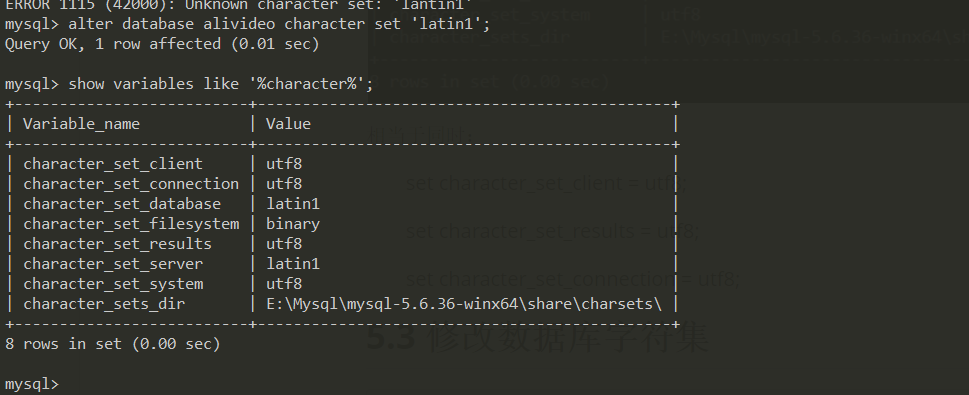 ERROR 1115 (42000): Unknown character set: 'lantin1'
mysql> alter database alivideo character set 'latin1';
Query OK, 1 row affected (0.01 sec)
mysql> show variables like '%character%';
+--------------------------+---------------------------------------------+
| Variable_name            | Value                                       |
+--------------------------+---------------------------------------------+
| character_set_client     | utf8                                        |
| character_set_connection | utf8                                        |
| character_set_database   | latin1                                      |
| character_set_filesystem | binary                                      |
| character_set_results    | utf8                                        |
| character_set_server     | latin1                                      |
| character_set_system     | utf8                                        |
| character_sets_dir       | E:\Mysql\mysql-5.6.36-winx64\share\charsets\ |
+--------------------------+---------------------------------------------+
8 rows in set (0.00 sec)
mysql>
set character_set_client = utf8;
set character_set_results = utf8;
set character_set_connection = utf8;
5.3 修改数据库字符集